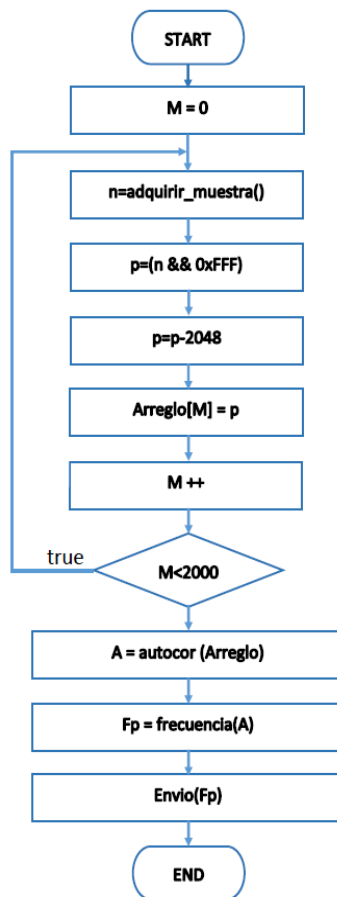 START
M = 0
n=adquirir_muestra()
p=(n && 0xFFF)
p=p-2048
Arreglo[M] = p
M ++
true
M<2000
A = autocor (Arreglo)
Fp = frecuencia(A)
Envio(Fp)
END